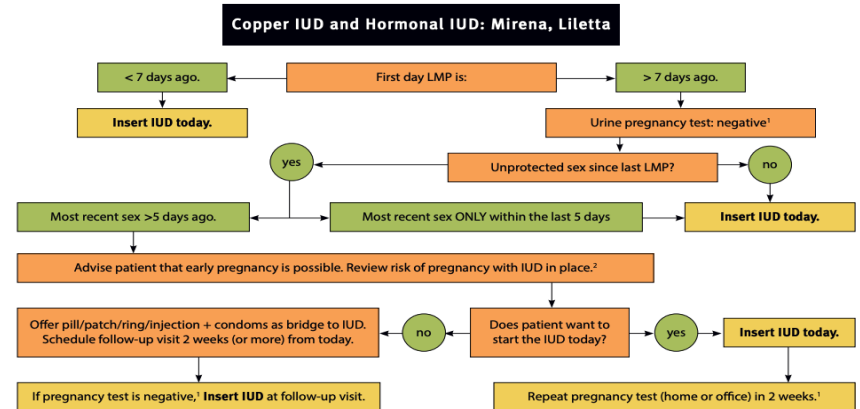 Copper IUD and Hormonal IUD: Mirena, Liletta
< 7 days ago.
First day LMP is:
> 7 days ago.
Insert IUD today.
Urine pregnancy test: negative¹
yes
Unprotected sex since last LMP?
no
Most recent sex >5 days ago.
Most recent sex ONLY within the last 5 days
Insert IUD today.
Advise patient that early pregnancy is possible. Review risk of pregnancy with IUD in place.²
Offer pill/patch/ring/injection + condoms as bridge to IUD.
Schedule follow-up visit 2 weeks (or more) from today.
no
Does patient want to
start the IUD today?
yes
Insert IUD today.
If pregnancy test is negative,¹ Insert IUD at follow-up visit.
Repeat pregnancy test (home or office) in 2 weeks.¹